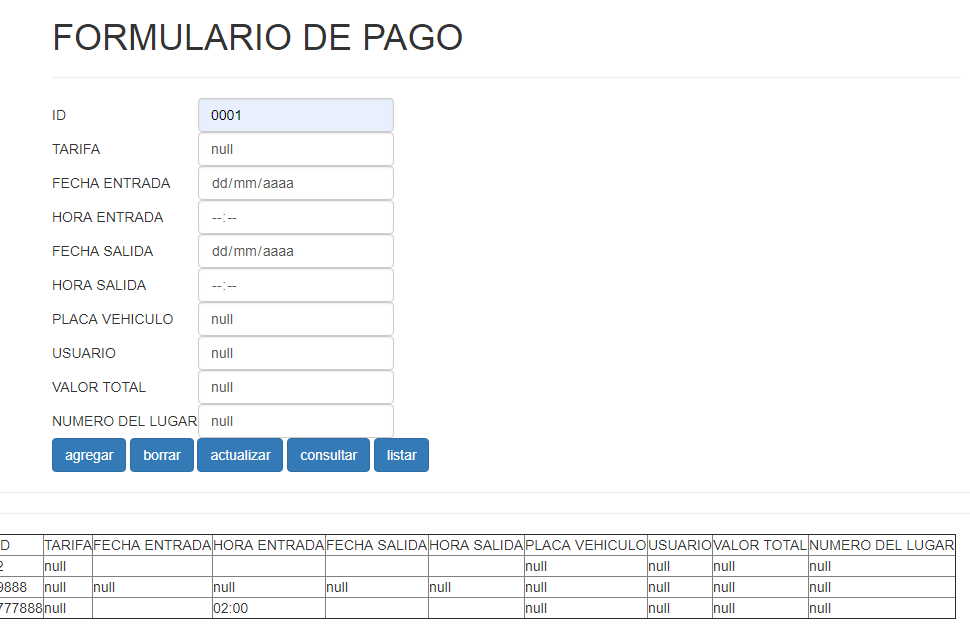 FORMULARIO DE PAGO
ID 0001
TARIFA null
FECHA ENTRADA dd/mm/aaaa
HORA ENTRADA --:--
FECHA SALIDA dd/mm/aaaa
HORA SALIDA --:--
PLACA VEHICULO null
USUARIO null
VALOR TOTAL null
NUMERO DEL LUGAR null
agregar borrar actualizar consultar listar
D TARIFA FECHA ENTRADA HORA ENTRADA FECHA SALIDA HORA SALIDA PLACA VEHICULO USUARIO VALOR TOTAL NUMERO DEL LUGAR
2 null null null null null
9888 null null null null null null null null null
777888 null 02:00 null null null null